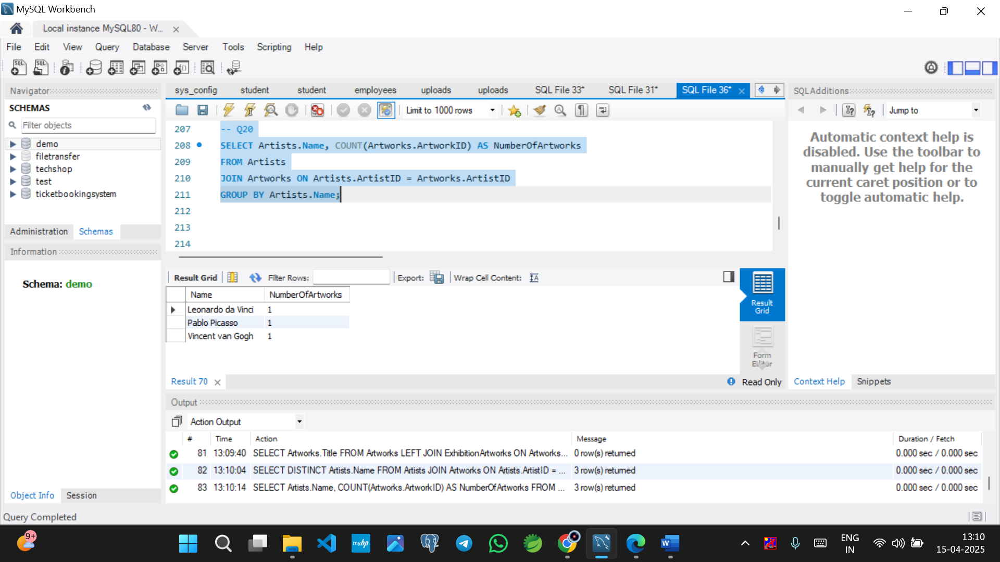 MySQL Workbench
Local instance MySQL80 - W...
File Edit View Query Database Server Tools Scripting Help
Navigator
SCHEMAS
Filter objects
demo
filetransfer
techshop
test
ticketbookingsystem
Administration Schemas
Information
Schema: demo
Object Info Session
Query Completed
sys_config student student employees uploads uploads SQL File 33* SQL File 31* SQL File 36*
Limit to 1000 rows
207 -- Q20
208 SELECT Artists.Name, COUNT(Artworks.ArtworkID) AS NumberOfArtworks
209 FROM Artists
210 JOIN Artworks ON Artists.ArtistID = Artworks.ArtistID
211 GROUP BY Artists.Name;
212
213
214
Result Grid Filter Rows: Export: Wrap Cell Content:
Name NumberOfArtworks
Leonardo da Vinci 1
Pablo Picasso 1
Vincent van Gogh 1
Result
Grid
Form
Editor
Result 70 Read Only
SQLAdditions
Jump to
Automatic context help is
disabled. Use the toolbar to
manually get help for the
current caret position or to
toggle automatic help.
Context Help Snippets
Output
Action Output
# Time Action Message Duration / Fetch
81 13:09:40 SELECT Artworks.Title FROM Artworks LEFT JOIN ExhibitionArtworks ON Artworks... 0 row(s) returned 0.000 sec / 0.000 sec
82 13:10:04 SELECT DISTINCT Artists.Name FROM Artists JOIN Artworks ON Artists.ArtistID = ... 3 row(s) returned 0.000 sec / 0.000 sec
83 13:10:14 SELECT Artists.Name, COUNT(Artworks.ArtworkID) AS NumberOfArtworks FROM ... 3 row(s) returned 0.000 sec / 0.000 sec
9+
myhp
W
ENG
IN
13:10
15-04-2025